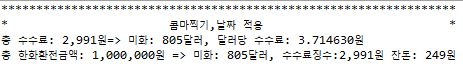 ******************************************************************
* 콤마찍기,날짜 적용 *
총 수수료: 2,991원=> 미화: 805달러, 달러당 수수료: 3.714630원
총 한화환전금액: 1,000,000원 => 미화: 805달러, 수수료징수:2,991원 잔돈: 249원